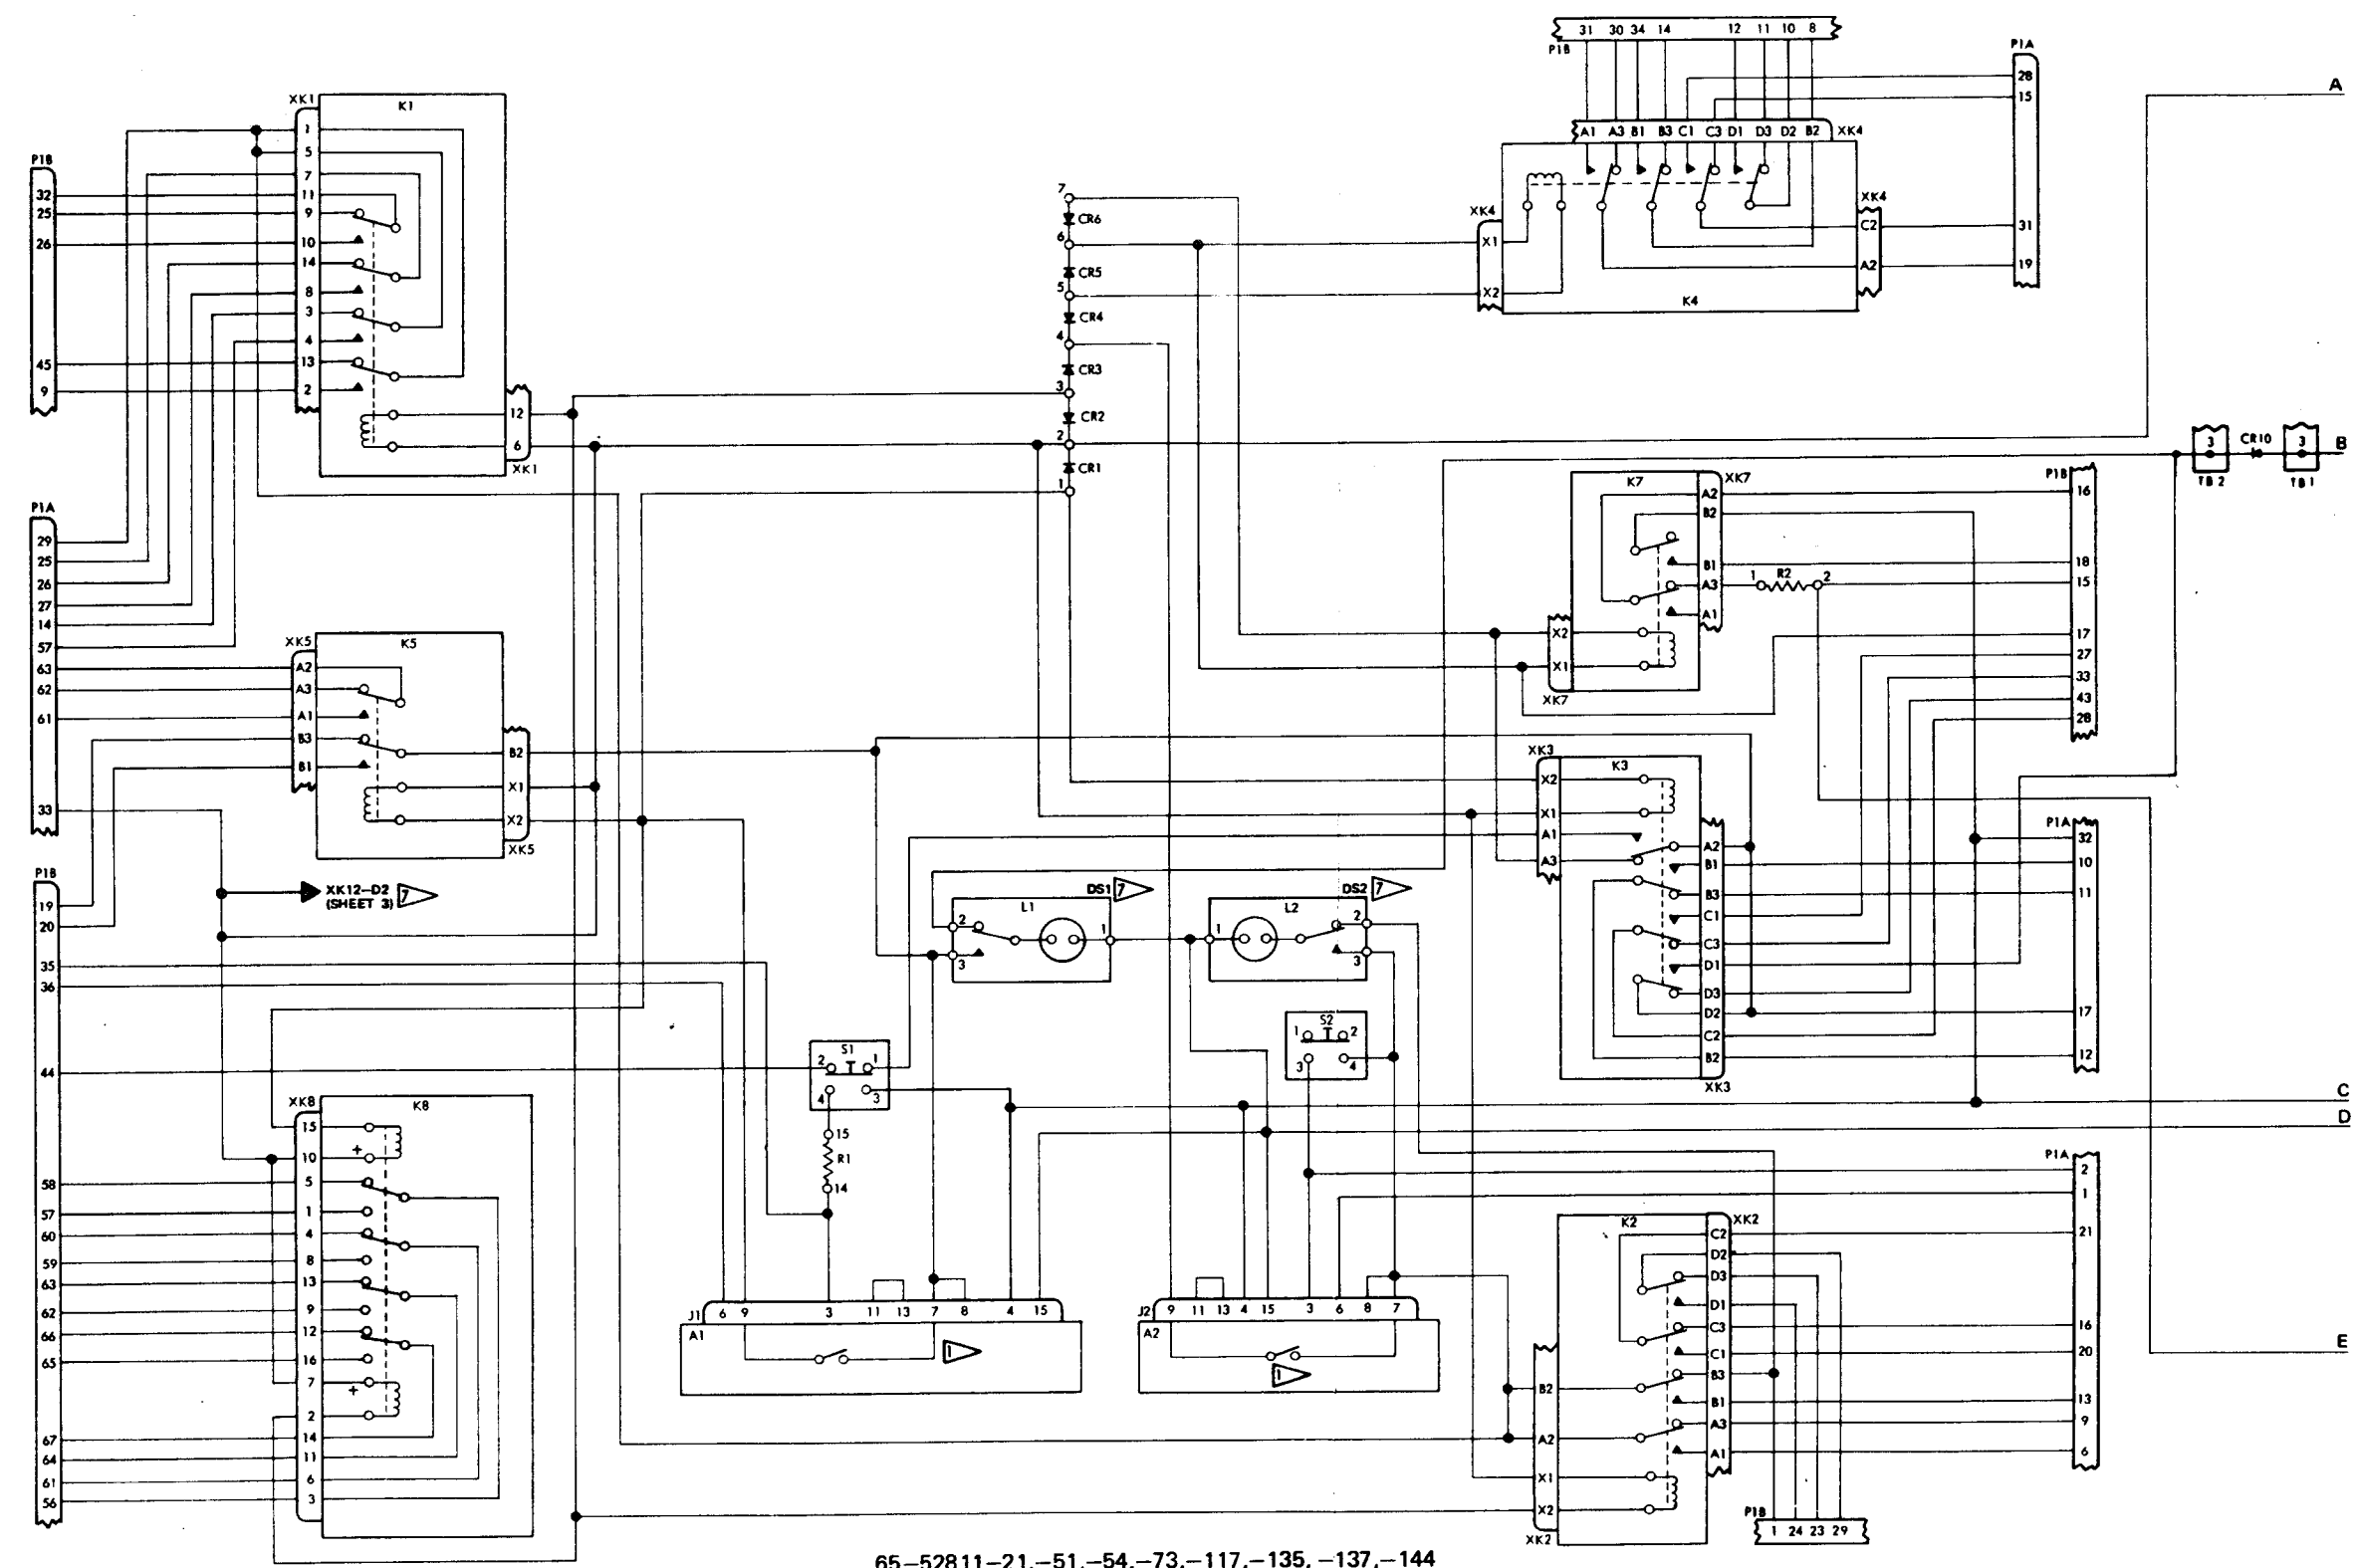 P1B
31 30 34 14 12 11 10 8
P1A
28
15
31
19
A
A1 A3 B1 B3 C1 C3 D1 D3 D2 B2 XK4
XK4
X1
X2
K4
XK4
C2
A2
XK1
K1
1
5
7
11
9
10
14
8
3
4
13
2
12
6
XK1
P1B
32
25
26
45
9
7
CR6
6
CR5
5
CR4
4
CR3
3
CR2
2
CR1
1
3
TB2
CR10
3
TB1
B
P1A
29
25
26
27
14
57
63
62
61
33
XK5
K5
A2
A3
A1
B3
B1
B2
X1
X2
XK5
K7
XK7
A2
B2
B1
A3
A1
X2
X1
XK7
1 R2 2
P1B
16
18
15
17
27
33
43
28
XK3
K3
X2
X1
A1
A3
A2
B1
B3
C1
C3
D1
D3
D2
C2
B2
XK3
P1A
32
10
11
17
12
P1B
19
20
35
36
44
58
57
60
59
63
62
66
65
67
64
61
56
XK12-D2
(SHEET 3) 7
DS1 7
L1
2
3
1
DS2 7
L2
1
2
3
S1
2 1
4 3
15
R1
14
S2
1 2
3 4
XK8
K8
15
10
+
5
1
4
8
13
9
12
16
7
+
2
14
11
6
3
C
D
J1 6 9 3 11 13 7 8 4 15
A1
1
J2 9 11 13 4 15 3 6 8 7
A2
1
K2
XK2
C2
D2
D3
D1
C3
C1
B3
B1
A3
A1
B2
A2
X1
X2
XK2
P1A
2
1
21
16
20
13
9
6
E
P1B
1 24 23 29
65-52811-21,-51,-54,-73,-117,-135,-137,-144